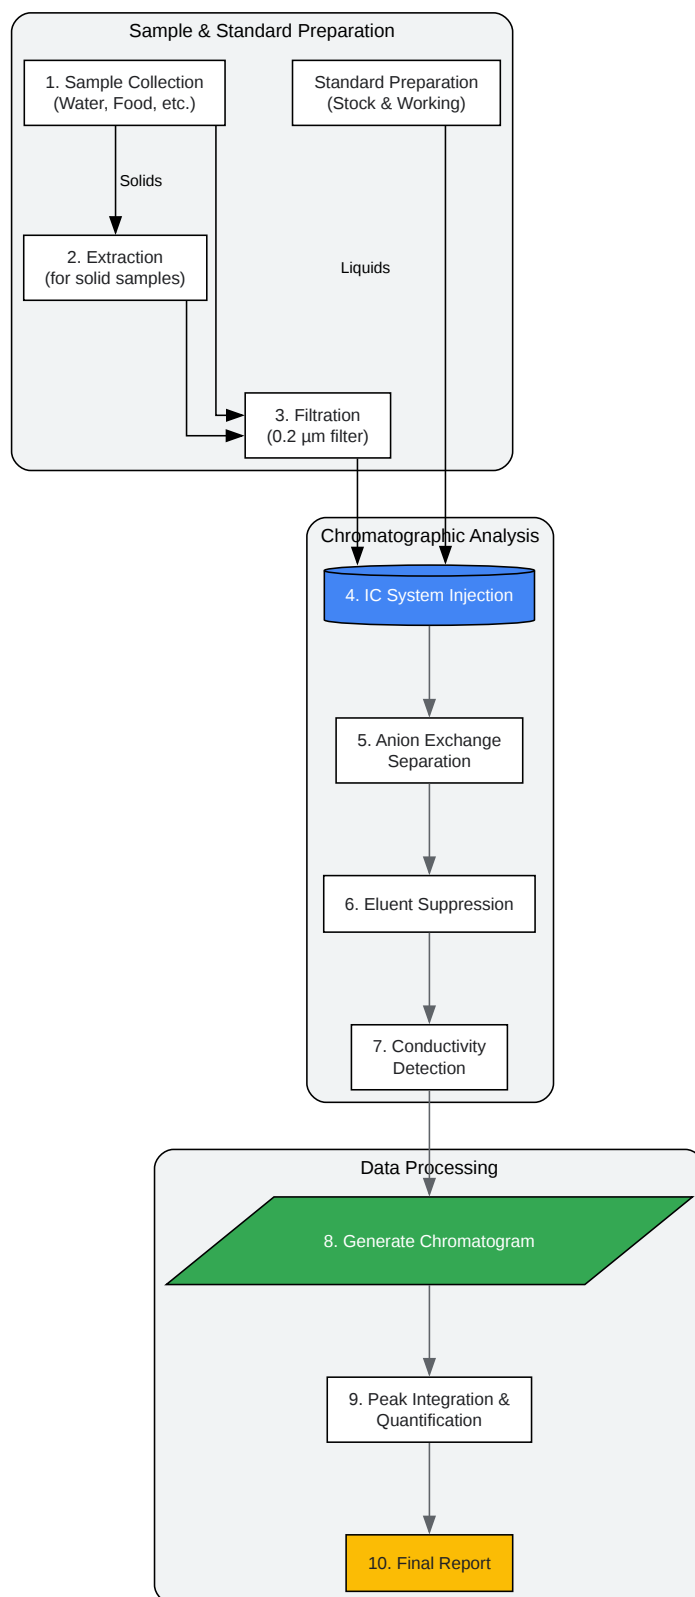 Sample & Standard Preparation
1. Sample Collection
(Water, Food, etc.)
Standard Preparation
(Stock & Working)
Solids
2. Extraction
(for solid samples)
Liquids
3. Filtration
(0.2 µm filter)
Chromatographic Analysis
4. IC System Injection
5. Anion Exchange
Separation
6. Eluent Suppression
7. Conductivity
Detection
Data Processing
8. Generate Chromatogram
9. Peak Integration &
Quantification
10. Final Report